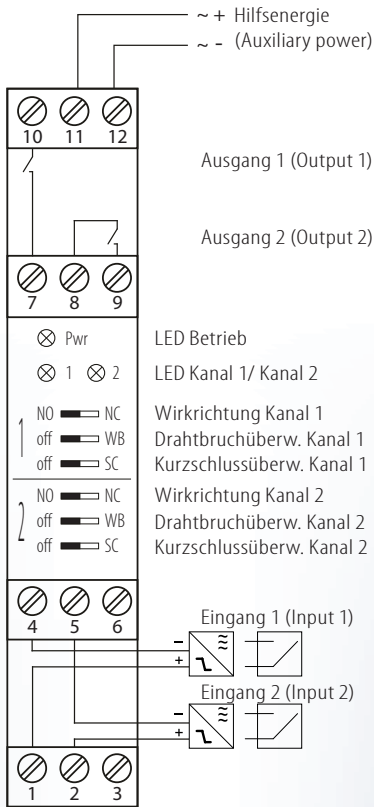 ~ + Hilfsenergie
~ - (Auxiliary power)
10 11 12
Ausgang 1 (Output 1)
Ausgang 2 (Output 2)
7 8 9
Pwr LED Betrieb
1 2 LED Kanal 1/ Kanal 2
1
NO NC Wirkrichtung Kanal 1
off WB Drahtbruchüberw. Kanal 1
off SC Kurzschlussüberw. Kanal 1
2
NO NC Wirkrichtung Kanal 2
off WB Drahtbruchüberw. Kanal 2
off SC Kurzschlussüberw. Kanal 2
4 5 6
Eingang 1 (Input 1)
–
+
Eingang 2 (Input 2)
–
+
1 2 3